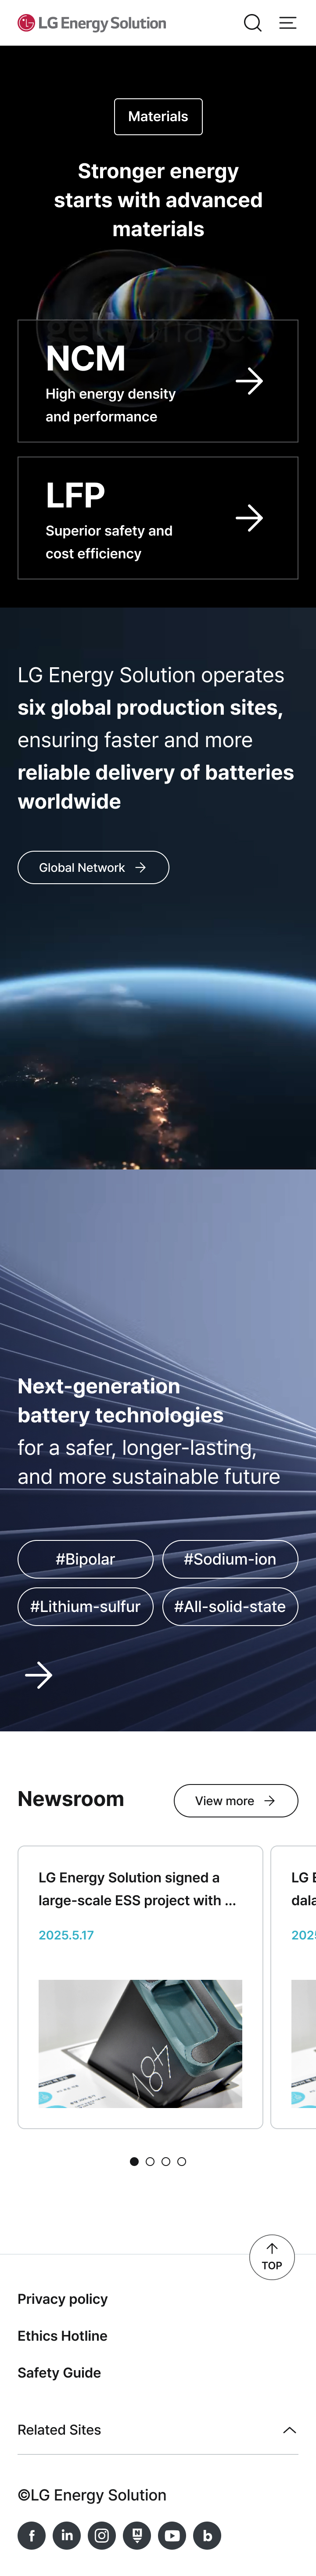 LG Energy Solution
Materials
Stronger energy
starts with advanced
materials
gettyimages
NCM
High energy density
and performance
LFP
Superior safety and
cost efficiency
LG Energy Solution operates
six global production sites,
ensuring faster and more
reliable delivery of batteries
worldwide
Global Network
Next-generation
battery technologies
for a safer, longer-lasting,
and more sustainable future
#Bipolar
#Sodium-ion
#Lithium-sulfur
#All-solid-state
Newsroom
View more
LG Energy Solution signed a
large-scale ESS project with ...
2025.5.17
LG E
dala
202
48V
TOP
Privacy policy
Ethics Hotline
Safety Guide
Related Sites
©LG Energy Solution